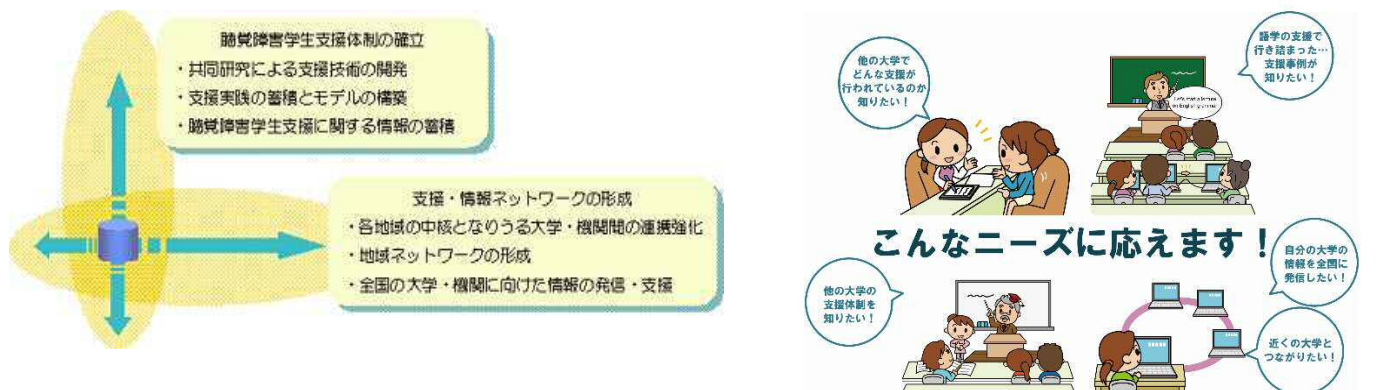 聴覚障害学生支援体制の確立
・共同研究による支援技術の開発
・支援実践の蓄積とモデルの構築
・聴覚障害学生支援に関する情報の蓄積
支援・情報ネットワークの形成
・各地域の中核となりうる大学・機関間の連携強化
・地域ネットワークの形成
・全国の大学・機関に向けた情報の発信・支援
他の大学で
どんな支援が
行われているのか
知りたい！
語学の支援で
行き詰まった…
支援事例が
知りたい！
こんなニーズに応えます！
他の大学の
支援体制を
知りたい！
自分の大学の
情報を全国に
発信したい！
近くの大学と
つながりたい！